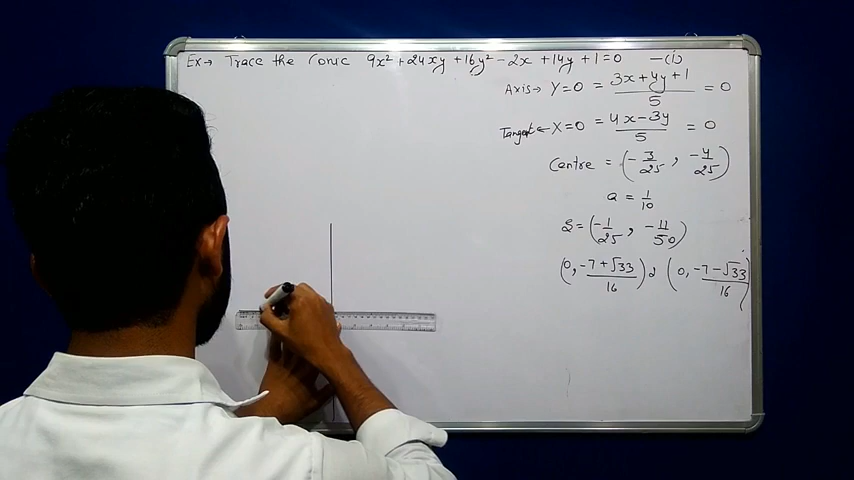 Ex→ Trace the Conic 9x² + 24xy + 16y² - 2x + 14y + 1 = 0 —(1)
Axis→ Y=0 = 3x+4y+1/5 = 0
Tangent← X=0 = 4x-3y/5 = 0
Centre = (-3/25, -4/25)
a = 1/10
S = (-1/25, -11/50)
(0, -7+√33/16) & (0, -7-√33/16)